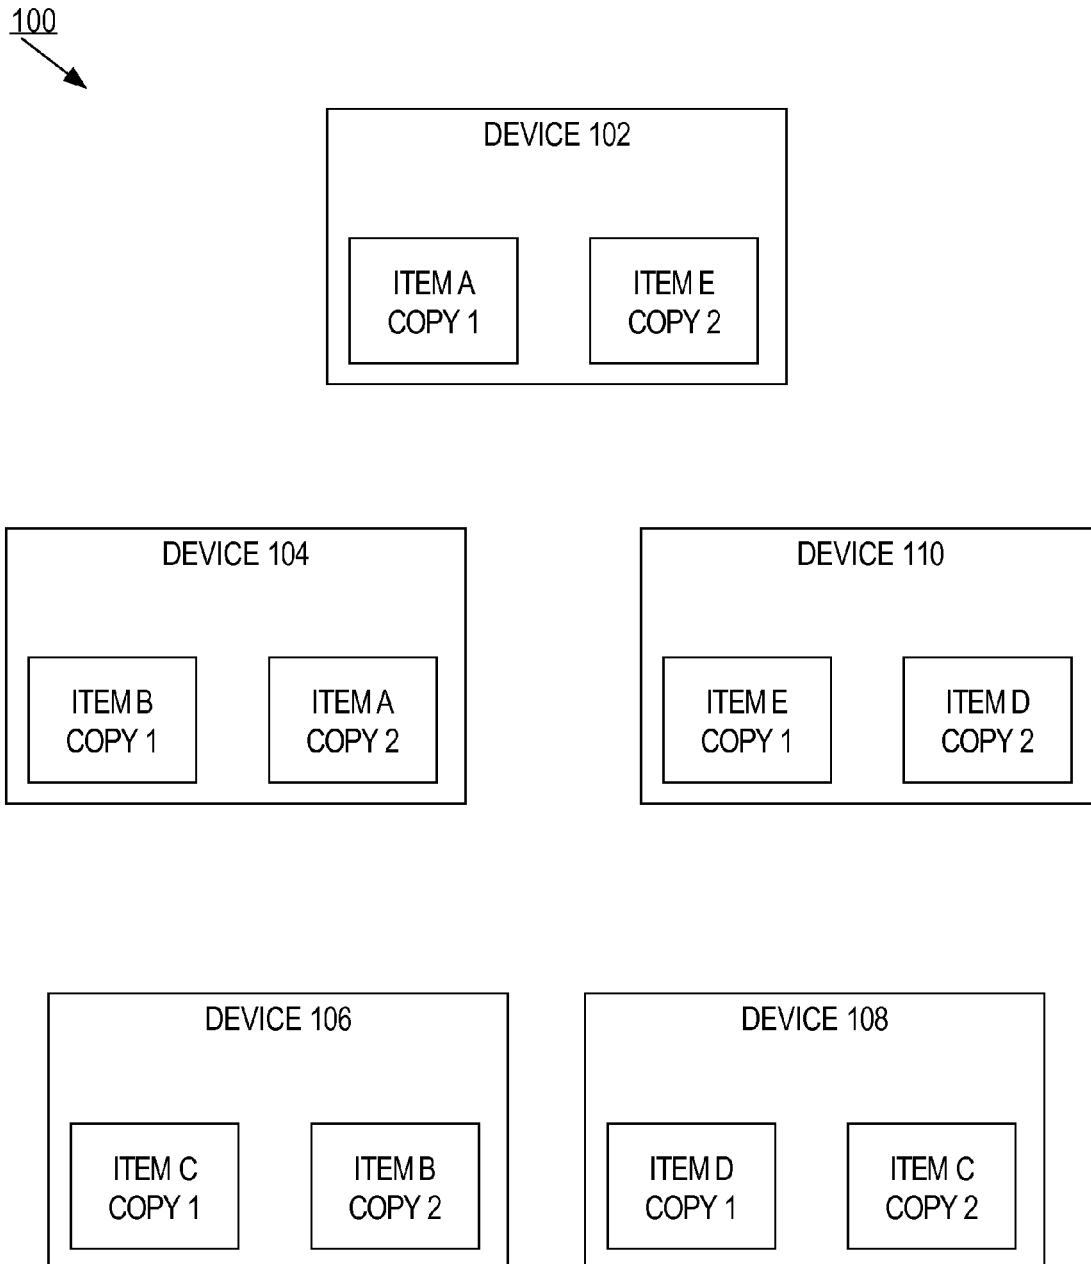 100
DEVICE 102
ITEM A
COPY 1
ITEM E
COPY 2
DEVICE 104
ITEM B
COPY 1
ITEM A
COPY 2
DEVICE 110
ITEM E
COPY 1
ITEM D
COPY 2
DEVICE 106
ITEM C
COPY 1
ITEM B
COPY 2
DEVICE 108
ITEM D
COPY 1
ITEM C
COPY 2